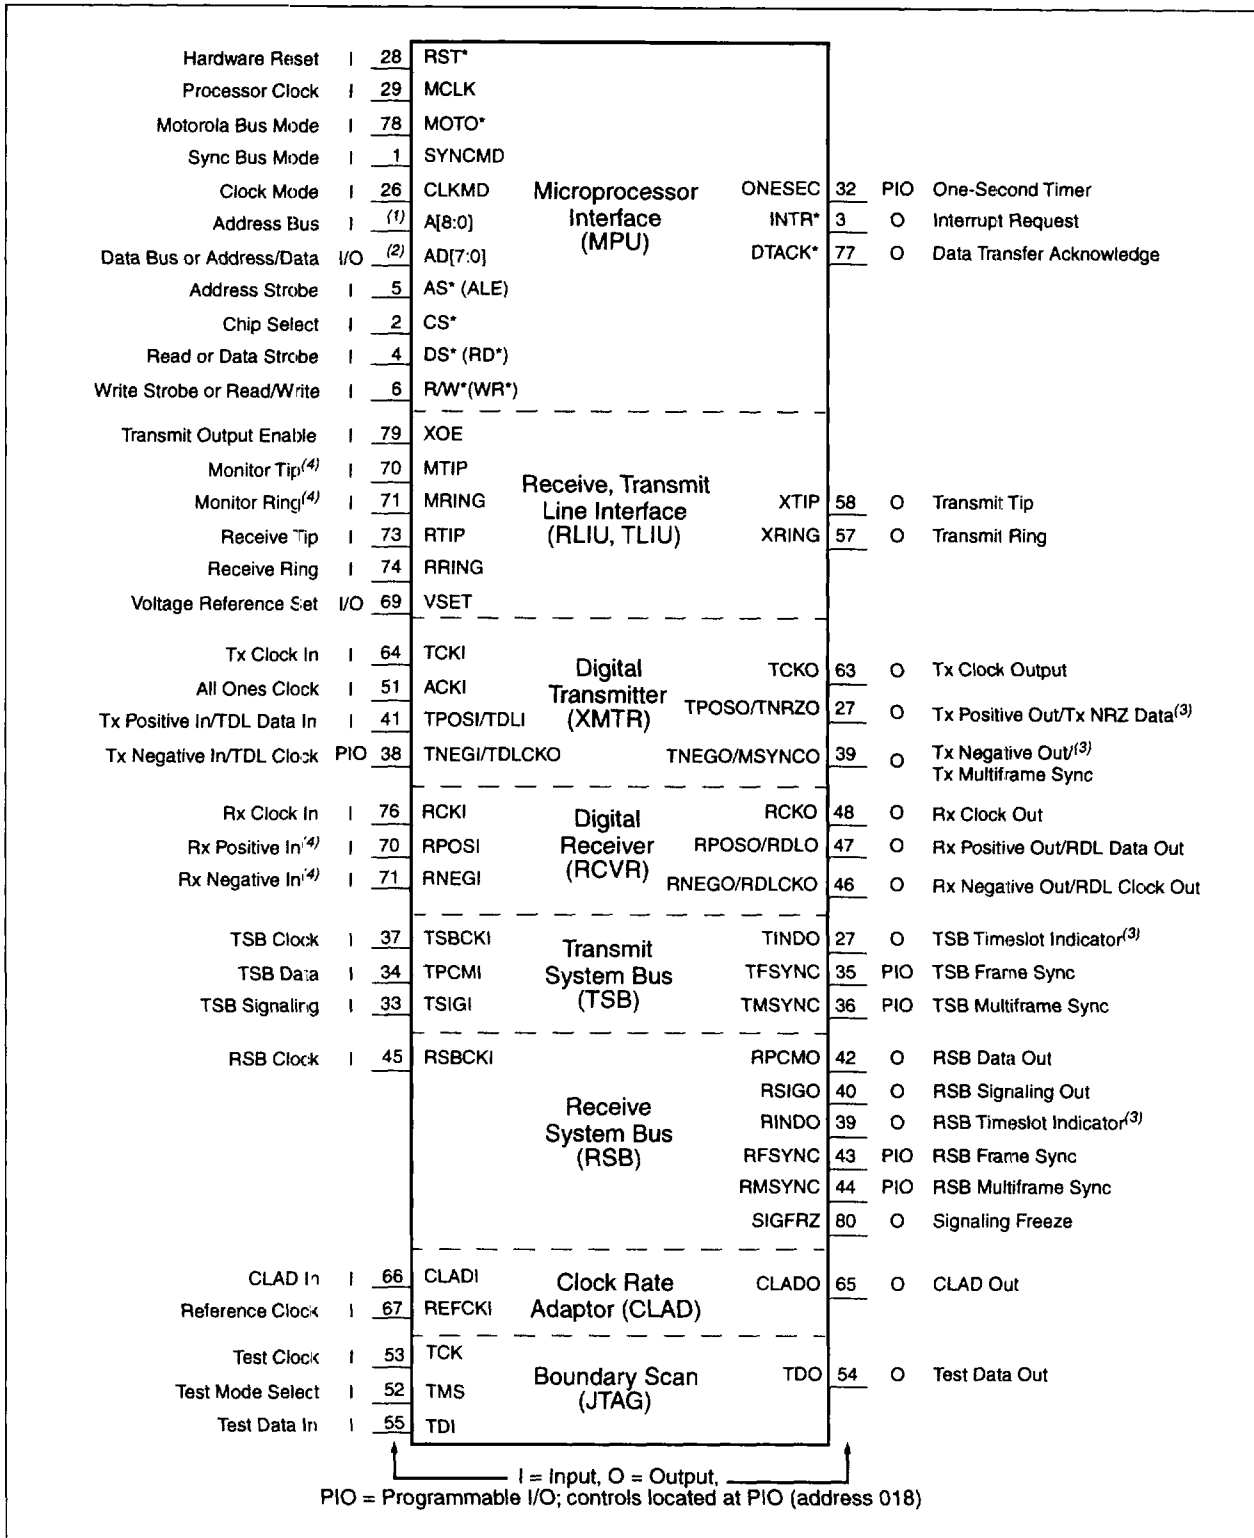 Hardware Reset I 28 RST*
Processor Clock I 29 MCLK
Motorola Bus Mode I 78 MOTO*
Sync Bus Mode I 1 SYNCMD
Clock Mode I 26 CLKMD Microprocessor ONESEC 32 PIO One-Second Timer
Address Bus I (1) A[8:0] Interface INTR* 3 O Interrupt Request
Data Bus or Address/Data I/O (2) AD[7:0] (MPU) DTACK* 77 O Data Transfer Acknowledge
Address Strobe I 5 AS* (ALE)
Chip Select I 2 CS*
Read or Data Strobe I 4 DS* (RD*)
Write Strobe or Read/Write I 6 R/W*(WR*)
Transmit Output Enable I 79 XOE
Monitor Tip(4) I 70 MTIP
Monitor Ring(4) I 71 MRING Receive, Transmit Line Interface XTIP 58 O Transmit Tip
Receive Tip I 73 RTIP (RLIU, TLIU) XRING 57 O Transmit Ring
Receive Ring I 74 RRING
Voltage Reference Set I/O 69 VSET
Tx Clock In I 64 TCKI Digital TCKO 63 O Tx Clock Output
All Ones Clock I 51 ACKI Transmitter
Tx Positive In/TDL Data In I 41 TPOSI/TDLI (XMTR) TPOSO/TNRZO 27 O Tx Positive Out/Tx NRZ Data(3)
Tx Negative In/TDL Clock PIO 38 TNEGI/TDLCKO TNEGO/MSYNCO 39 O Tx Negative Out/(3)
Tx Multiframe Sync
Rx Clock In I 76 RCKI Digital RCKO 48 O Rx Clock Out
Rx Positive In(4) I 70 RPOSI Receiver RPOSO/RDLO 47 O Rx Positive Out/RDL Data Out
Rx Negative In(4) I 71 RNEGI (RCVR) RNEGO/RDLCKO 46 O Rx Negative Out/RDL Clock Out
TSB Clock I 37 TSBCKI Transmit TINDO 27 O TSB Timeslot Indicator(3)
TSB Data I 34 TPCMI System Bus TFSYNC 35 PIO TSB Frame Sync
TSB Signaling I 33 TSIGI (TSB) TMSYNC 36 PIO TSB Multiframe Sync
RSB Clock I 45 RSBCKI RPCMO 42 O RSB Data Out
RSIGO 40 O RSB Signaling Out
Receive System Bus RINDO 39 O RSB Timeslot Indicator(3)
(RSB) RFSYNC 43 PIO RSB Frame Sync
RMSYNC 44 PIO RSB Multiframe Sync
SIGFRZ 80 O Signaling Freeze
CLAD In I 66 CLADI Clock Rate CLADO 65 O CLAD Out
Reference Clock I 67 REFCKI Adaptor (CLAD)
Test Clock I 53 TCK
Test Mode Select I 52 TMS Boundary Scan (JTAG) TDO 54 O Test Data Out
Test Data In I 55 TDI
I = Input, O = Output,
PIO = Programmable I/O; controls located at PIO (address 018)